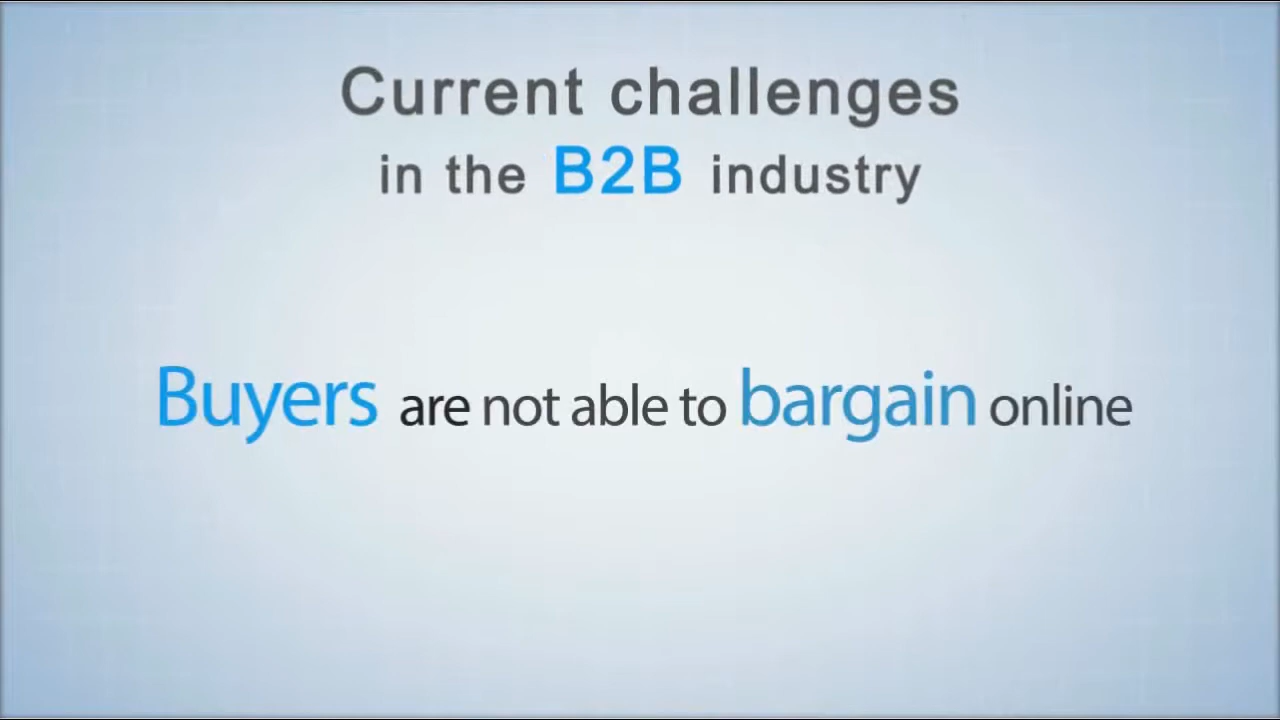 Current challenges
in the B2B industry
Buyers are not able to bargain online